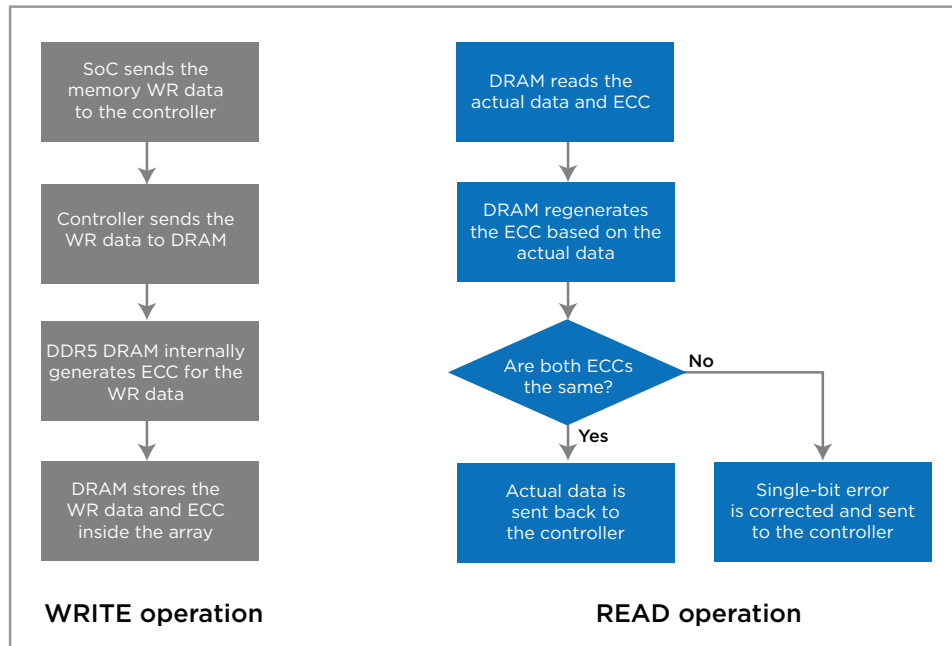 SoC sends the
memory WR data
to the controller
Controller sends the
WR data to DRAM
DDR5 DRAM internally
generates ECC for the
WR data
DRAM stores the
WR data and ECC
inside the array
WRITE operation
DRAM reads the
actual data and ECC
DRAM regenerates
the ECC based on the
actual data
Are both ECCs
the same?
No
Yes
Actual data is
sent back to
the controller
Single-bit error
is corrected and sent
to the controller
READ operation